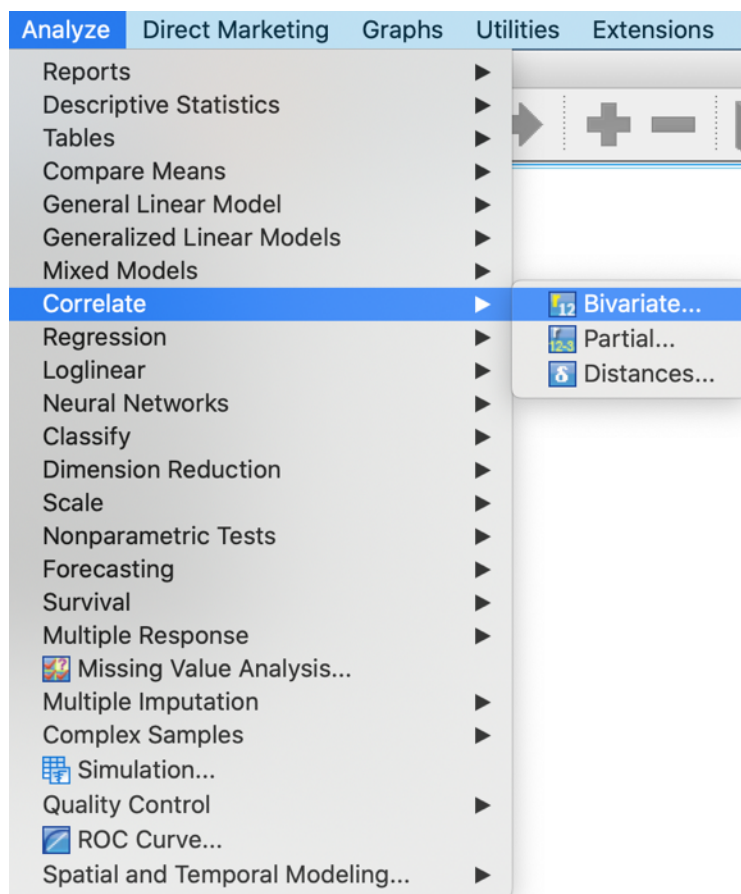 Analyze Direct Marketing Graphs Utilities Extensions
Reports
Descriptive Statistics
Tables
Compare Means
General Linear Model
Generalized Linear Models
Mixed Models
Correlate
Bivariate...
Partial...
Distances...
Regression
Loglinear
Neural Networks
Classify
Dimension Reduction
Scale
Nonparametric Tests
Forecasting
Survival
Multiple Response
Missing Value Analysis...
Multiple Imputation
Complex Samples
Simulation...
Quality Control
ROC Curve...
Spatial and Temporal Modeling...